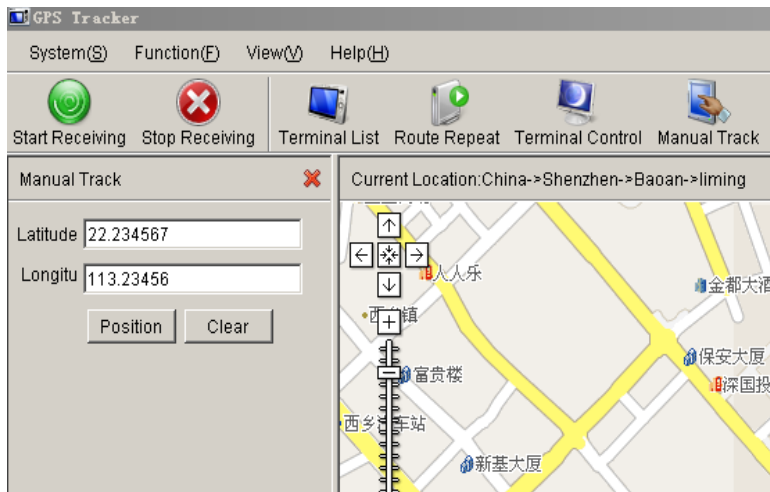 GPS Tracker
System(S) Function(F) View(V) Help(H)
Start Receiving Stop Receiving Terminal List Route Repeat Terminal Control Manual Track
Manual Track
Current Location:China->Shenzhen->Baoan->liming
Latitude 22.234567
Longitu 113.23456
Position Clear
人人乐
金都大酒
西 镇
保安大厦
富贵楼
深国投
西乡 车站
新基大厦